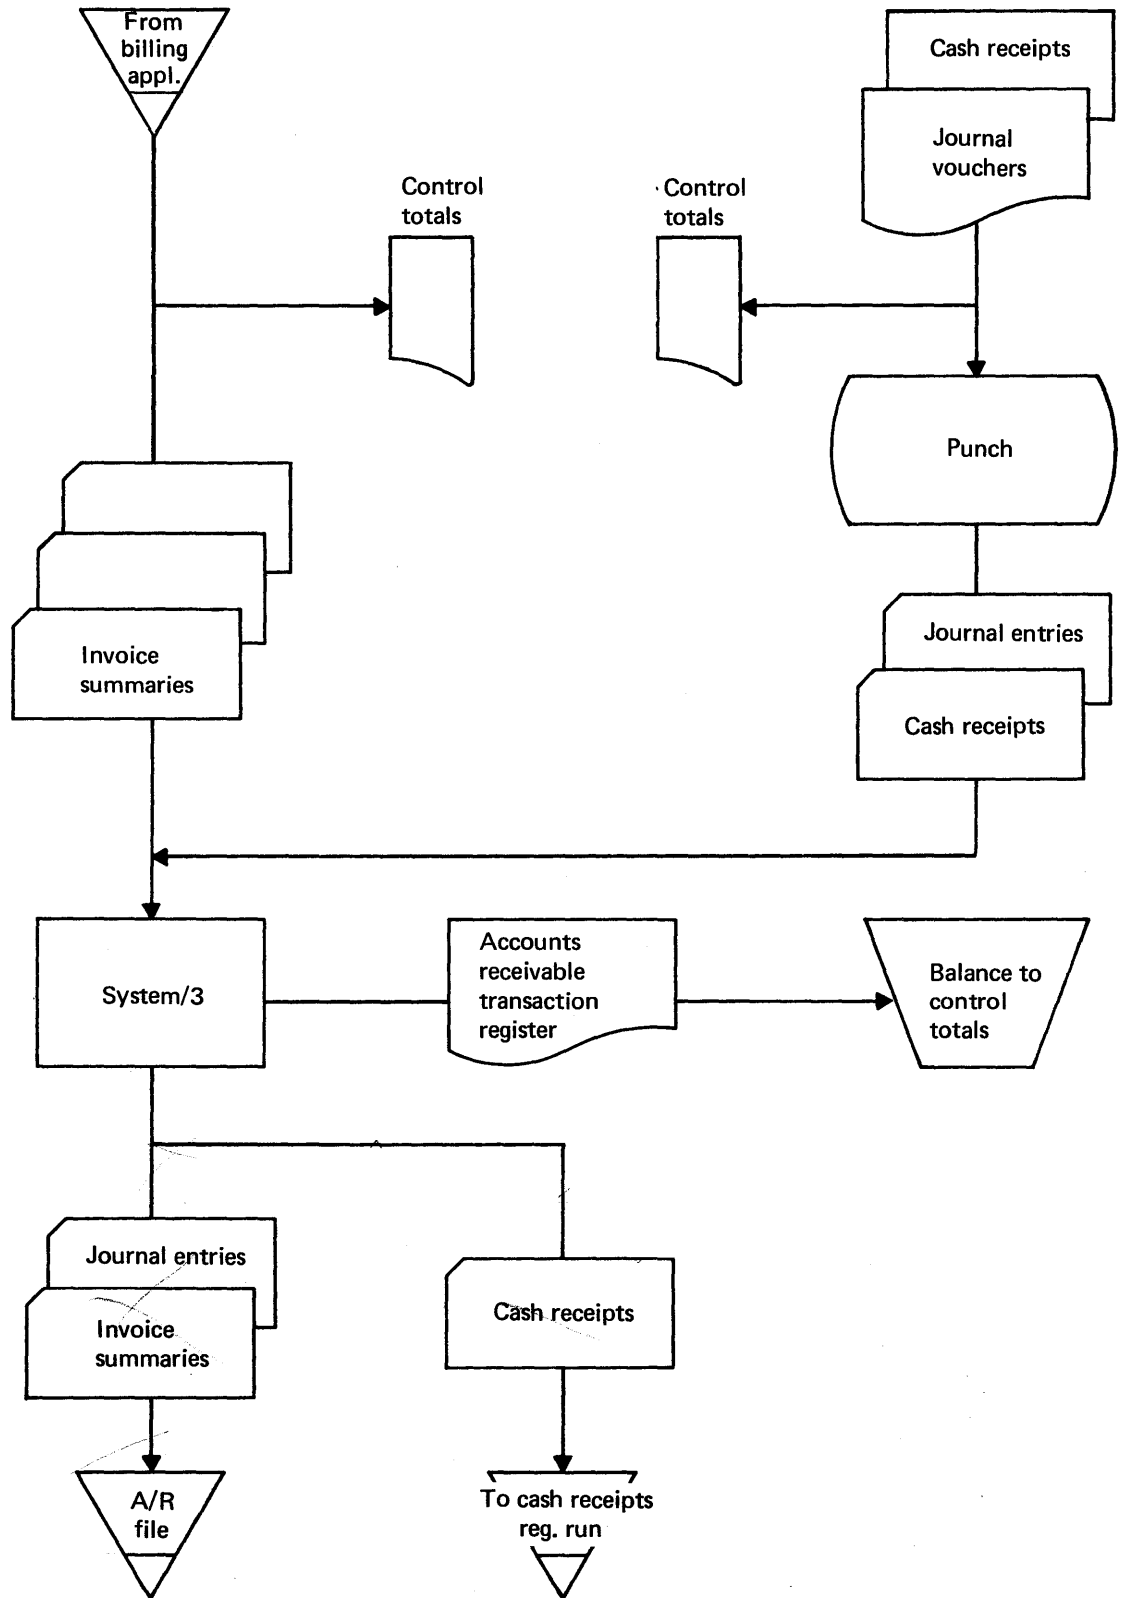 From
billing
appl.
Cash receipts
Journal
vouchers
Control
totals
Control
totals
Punch
Journal entries
Invoice
summaries
Cash receipts
System/3
Accounts
receivable
transaction
register
Balance to
control
totals
Journal entries
Invoice
summaries
Cash receipts
A/R
file
To cash receipts
reg. run